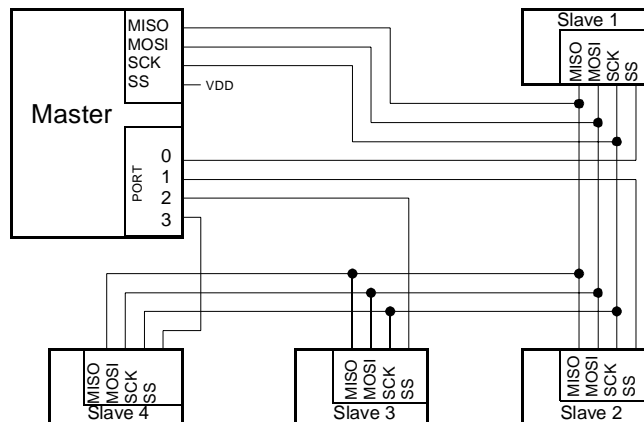 MISO
MOSI
SCK
SS
VDD
Master
PORT
0
1
2
3
Slave 1
MISO
MOSI
SCK
SS
MISO
MOSI
SCK
SS
Slave 4
MISO
MOSI
SCK
SS
Slave 3
MISO
MOSI
SCK
SS
Slave 2